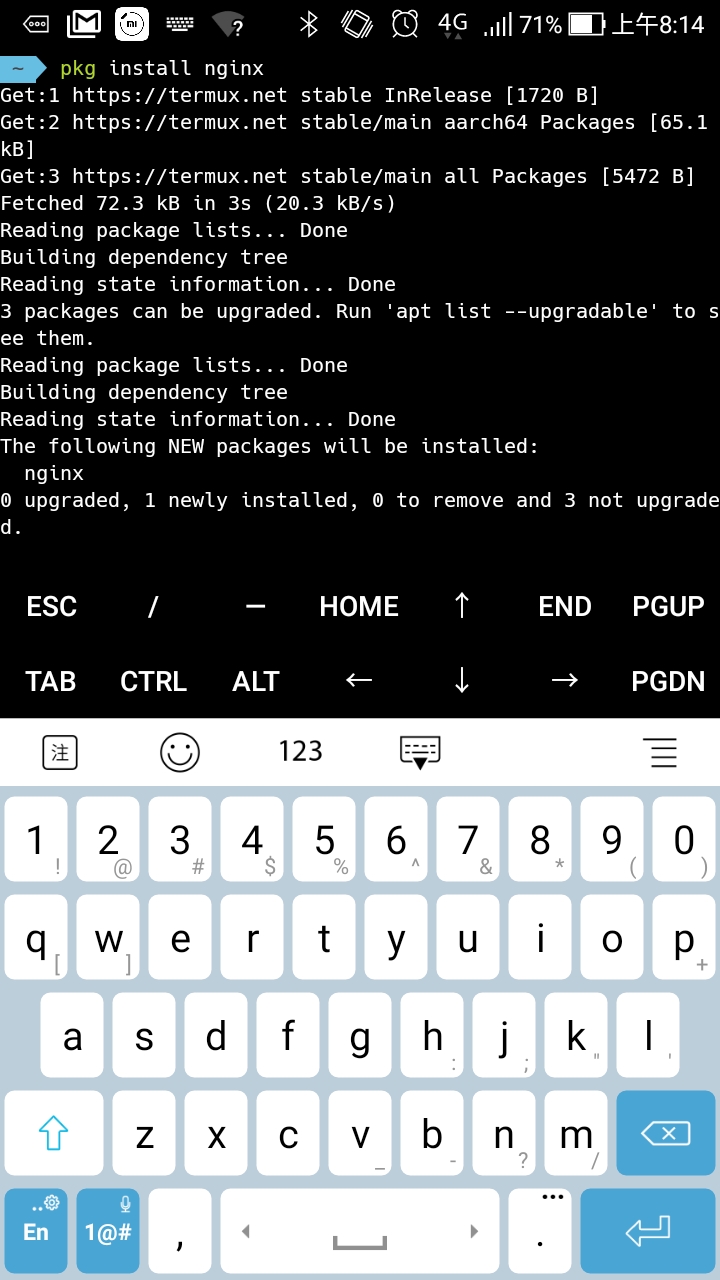 mi ? 4G 71% 上午8:14
~ pkg install nginx
Get:1 https://termux.net stable InRelease [1720 B]
Get:2 https://termux.net stable/main aarch64 Packages [65.1
kB]
Get:3 https://termux.net stable/main all Packages [5472 B]
Fetched 72.3 kB in 3s (20.3 kB/s)
Reading package lists... Done
Building dependency tree
Reading state information... Done
3 packages can be upgraded. Run 'apt list --upgradable' to s
ee them.
Reading package lists... Done
Building dependency tree
Reading state information... Done
The following NEW packages will be installed:
  nginx
0 upgraded, 1 newly installed, 0 to remove and 3 not upgrade
d.
ESC / — HOME ↑ END PGUP
TAB CTRL ALT ← ↓ → PGDN
注 123
1 ! 2 @ 3 # 4 $ 5 % 6 ^ 7 & 8 * 9 ( 0 )
q [ w ] e r t y u i o p +
a s d f g h : j ; k " l '
z x c v _ b - n ? m /
En 1@# , . ...